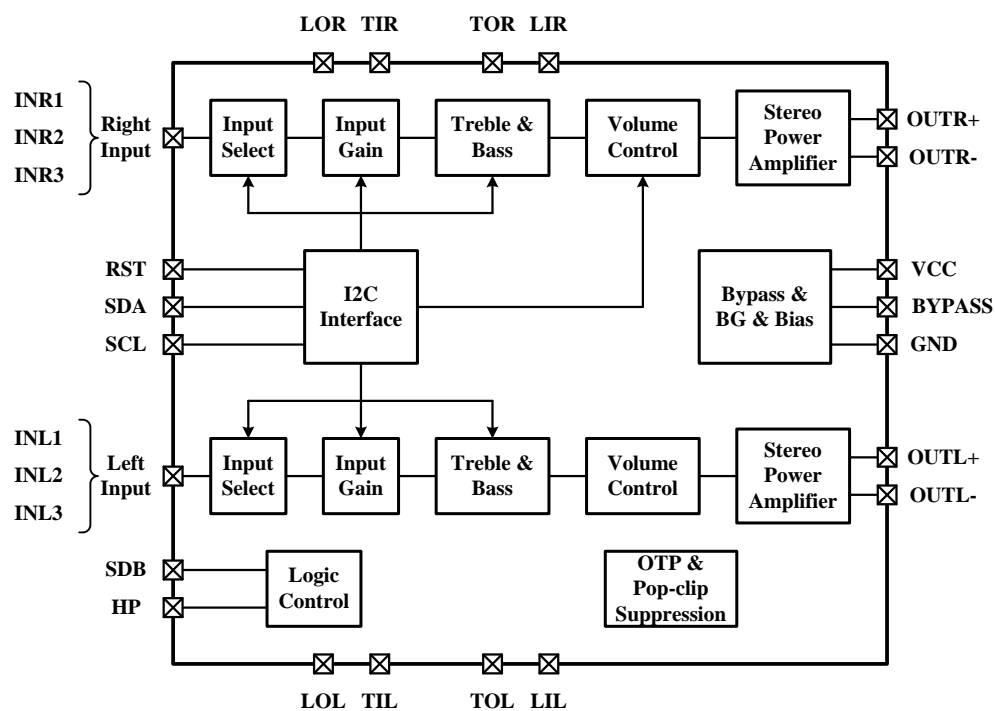 LOR TIR TOR LIR
INR1
INR2
INR3
Right
Input
Input
Select
Input
Gain
Treble &
Bass
Volume
Control
Stereo
Power
Amplifier
OUTR+
OUTR-
RST
SDA
SCL
I2C
Interface
Bypass &
BG & Bias
VCC
BYPASS
GND
INL1
INL2
INL3
Left
Input
Input
Select
Input
Gain
Treble &
Bass
Volume
Control
Stereo
Power
Amplifier
OUTL+
OUTL-
SDB
HP
Logic
Control
OTP &
Pop-clip
Suppression
LOL TIL TOL LIL